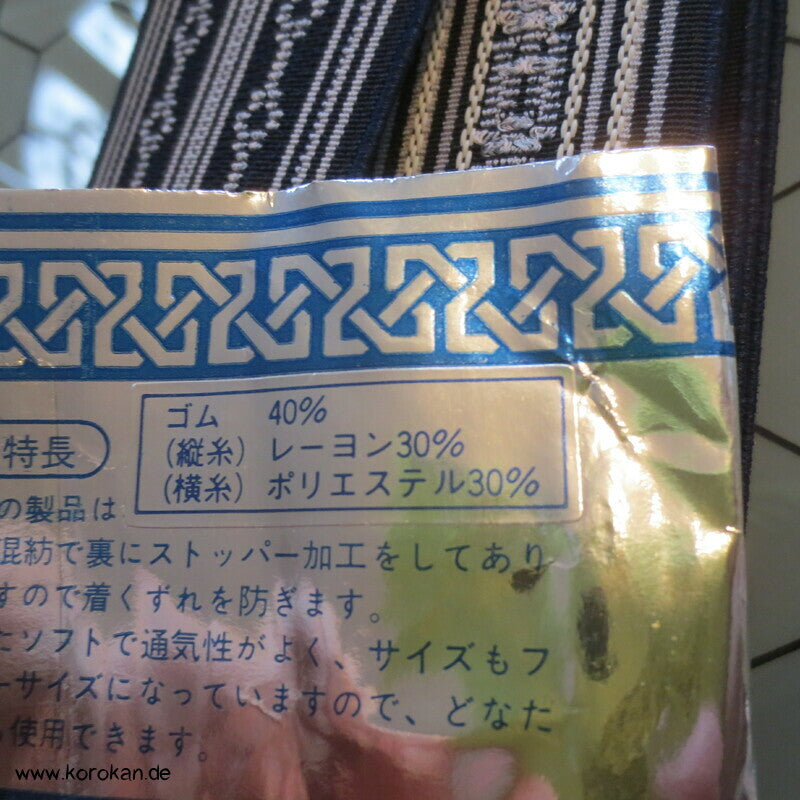 ゴム 40%
(縦糸) レーヨン30%
(横糸) ポリエステル30%
特長
の製品は
混紡で裏にストッパー加工をしてあり
すので着くずれを防ぎます。
にソフトで通気性がよく、サイズもフ
ーサイズになっていますので、どなた
使用できます。
www.korokan.de